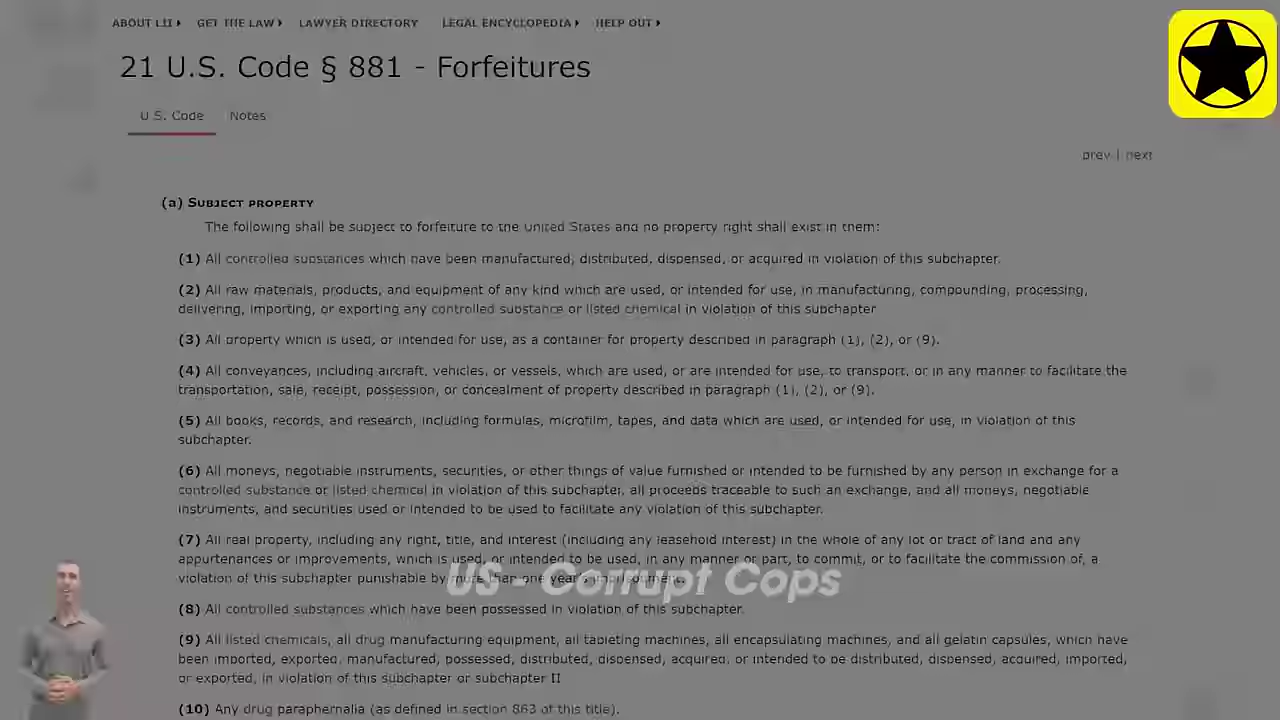 ABOUT LII GET THE LAW LAWYER DIRECTORY LEGAL ENCYCLOPEDIA HELP OUT
21 U.S. Code § 881 - Forfeitures
U.S. Code Notes
prev | next
(a) SUBJECT PROPERTY
The following shall be subject to forfeiture to the United States and no property right shall exist in them:
(1) All controlled substances which have been manufactured, distributed, dispensed, or acquired in violation of this subchapter.
(2) All raw materials, products, and equipment of any kind which are used, or intended for use, in manufacturing, compounding, processing,
delivering, importing, or exporting any controlled substance or listed chemical in violation of this subchapter
(3) All property which is used, or intended for use, as a container for property described in paragraph (1), (2), or (9).
(4) All conveyances, including aircraft, vehicles, or vessels, which are used, or are intended for use, to transport, or in any manner to facilitate the
transportation, sale, receipt, possession, or concealment of property described in paragraph (1), (2), or (9).
(5) All books, records, and research, including formulas, microfilm, tapes, and data which are used, or intended for use, in violation of this
subchapter.
(6) All moneys, negotiable instruments, securities, or other things of value furnished or intended to be furnished by any person in exchange for a
controlled substance or listed chemical in violation of this subchapter, all proceeds traceable to such an exchange, and all moneys, negotiable
instruments, and securities used or intended to be used to facilitate any violation of this subchapter.
(7) All real property, including any right, title, and interest (including any leasehold interest) in the whole of any lot or tract of land and any
appurtenances or improvements, which is used, or intended to be used, in any manner or part, to commit, or to facilitate the commission of, a
violation of this subchapter punishable by more than one year's imprisonment.
US - Corrupt Cops
(8) All controlled substances which have been possessed in violation of this subchapter.
(9) All listed chemicals, all drug manufacturing equipment, all tableting machines, all encapsulating machines, and all gelatin capsules, which have
been imported, exported, manufactured, possessed, distributed, dispensed, acquired, or intended to be distributed, dispensed, acquired, imported,
or exported, in violation of this subchapter or subchapter II
(10) Any drug paraphernalia (as defined in section 863 of this title).